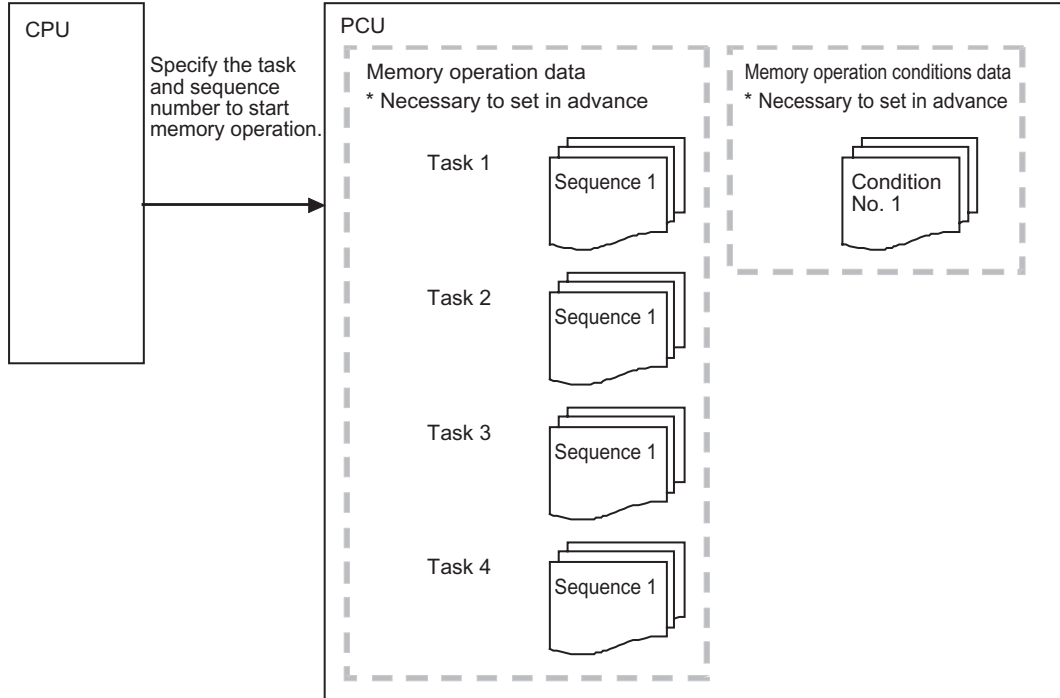 CPU
Specify the task
and sequence
number to start
memory operation.
PCU
Memory operation data
* Necessary to set in advance
Task 1
Sequence 1
Task 2
Sequence 1
Task 3
Sequence 1
Task 4
Sequence 1
Memory operation conditions data
* Necessary to set in advance
Condition
No. 1